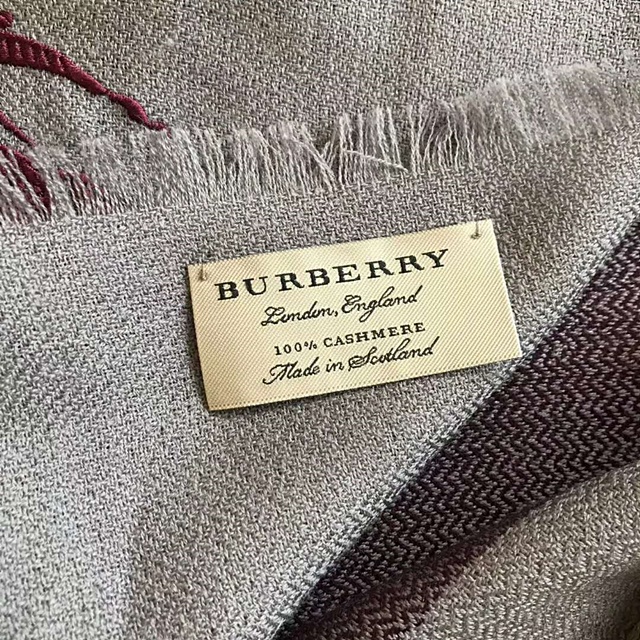 BURBERRY
London, England
100% CASHMERE
Made in Scotland